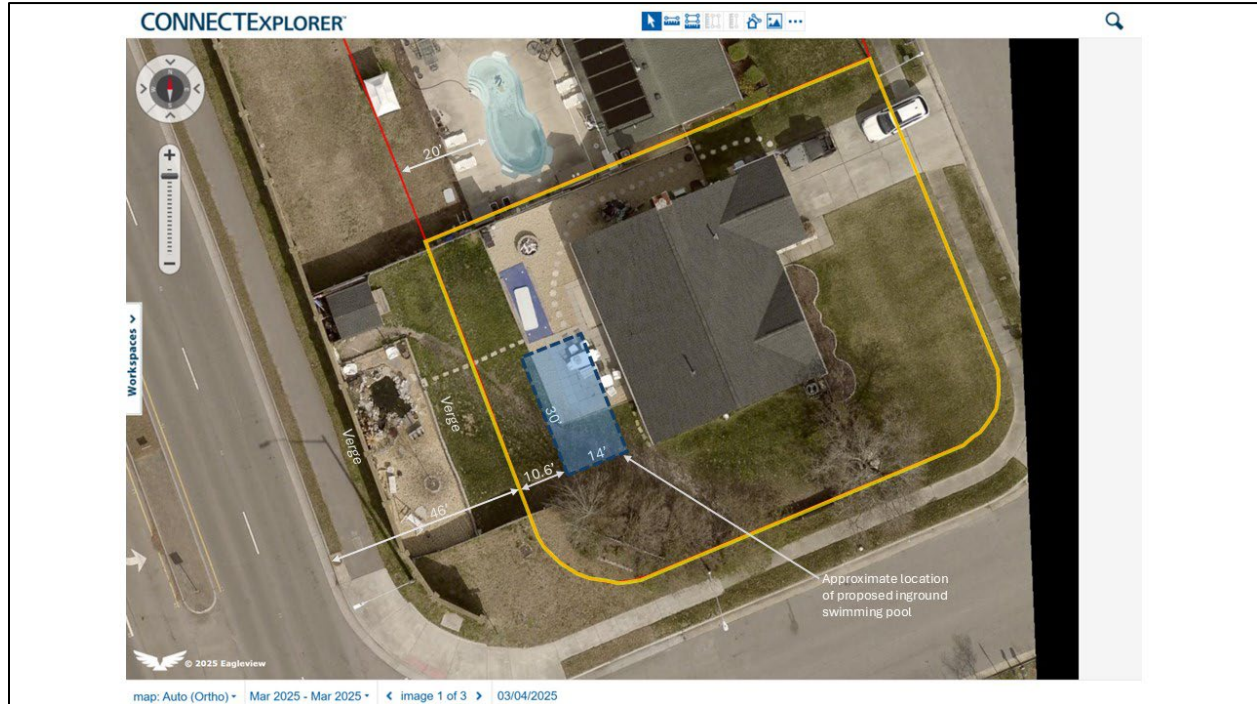 CONNECTEXPLORER™
20'
Workspaces >
30'
Verge
Verge
14'
10.6'
46'
Approximate location
of proposed inground
swimming pool
© 2025 Eagleview
map: Auto (Ortho) Mar 2025 - Mar 2025 < image 1 of 3 > 03/04/2025